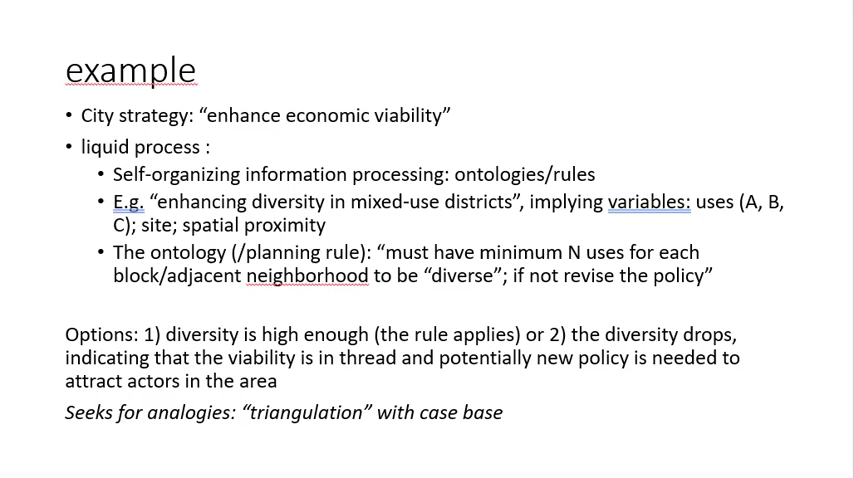 example
• City strategy: “enhance economic viability”
• liquid process :
• Self-organizing information processing: ontologies/rules
• E.g. “enhancing diversity in mixed-use districts”, implying variables: uses (A, B,
C); site; spatial proximity
• The ontology (/planning rule): “must have minimum N uses for each
block/adjacent neighborhood to be “diverse”; if not revise the policy”
Options: 1) diversity is high enough (the rule applies) or 2) the diversity drops,
indicating that the viability is in thread and potentially new policy is needed to
attract actors in the area
Seeks for analogies: “triangulation” with case base